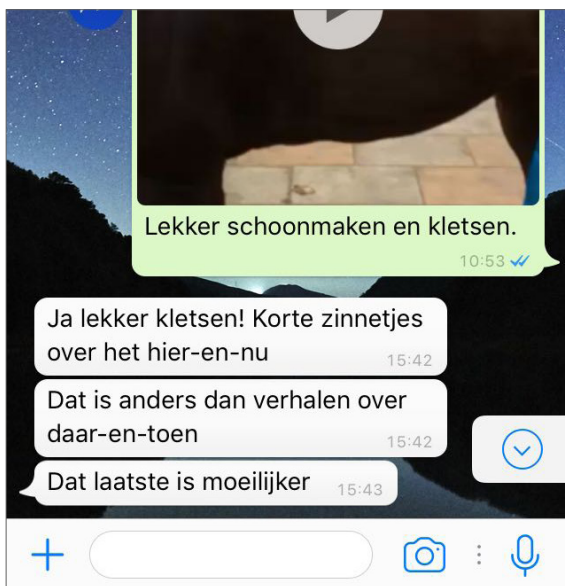 Lekker schoonmaken en kletsen.
10:53
Ja lekker kletsen! Korte zinnetjes
over het hier-en-nu
15:42
Dat is anders dan verhalen over
daar-en-toen
15:42
Dat laatste is moeilijker
15:43